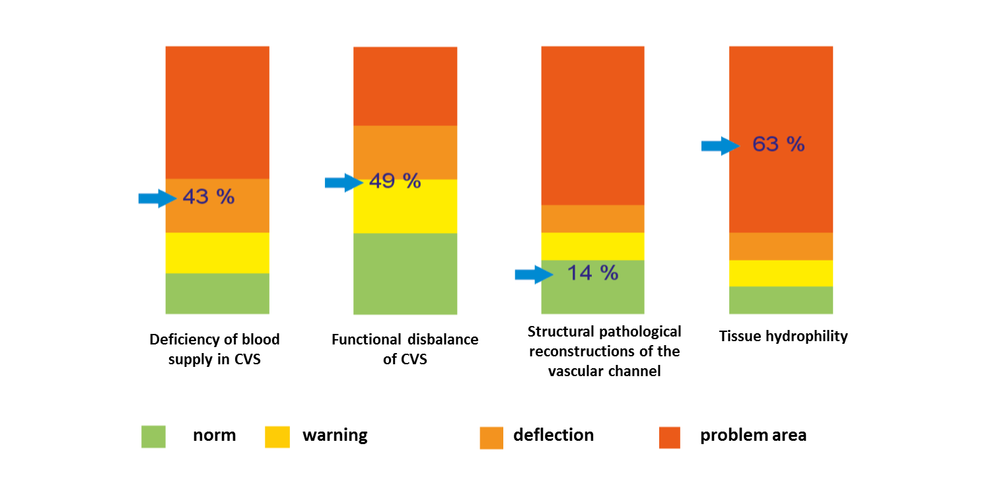 43 %
49 %
14 %
63 %
Deficiency of blood
supply in CVS
Functional disbalance
of CVS
Structural pathological
reconstructions of the
vascular channel
Tissue hydrophility
norm
warning
deflection
problem area